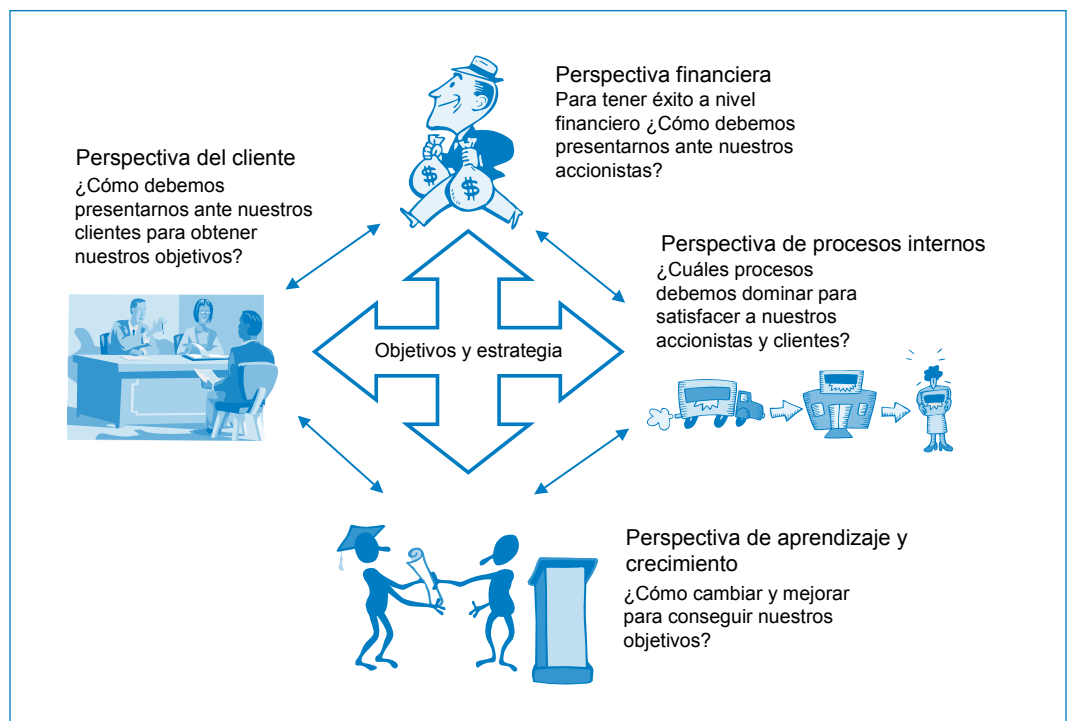 Perspectiva financiera
Para tener éxito a nivel
financiero ¿Cómo debemos
presentarnos ante nuestros
accionistas?
Perspectiva del cliente
¿Cómo debemos
presentarnos ante nuestros
clientes para obtener
nuestros objetivos?
$
$
Perspectiva de procesos internos
¿Cuáles procesos
debemos dominar para
satisfacer a nuestros
accionistas y clientes?
Objetivos y estrategia
Perspectiva de aprendizaje y
crecimiento
¿Cómo cambiar y mejorar
para conseguir nuestros
objetivos?